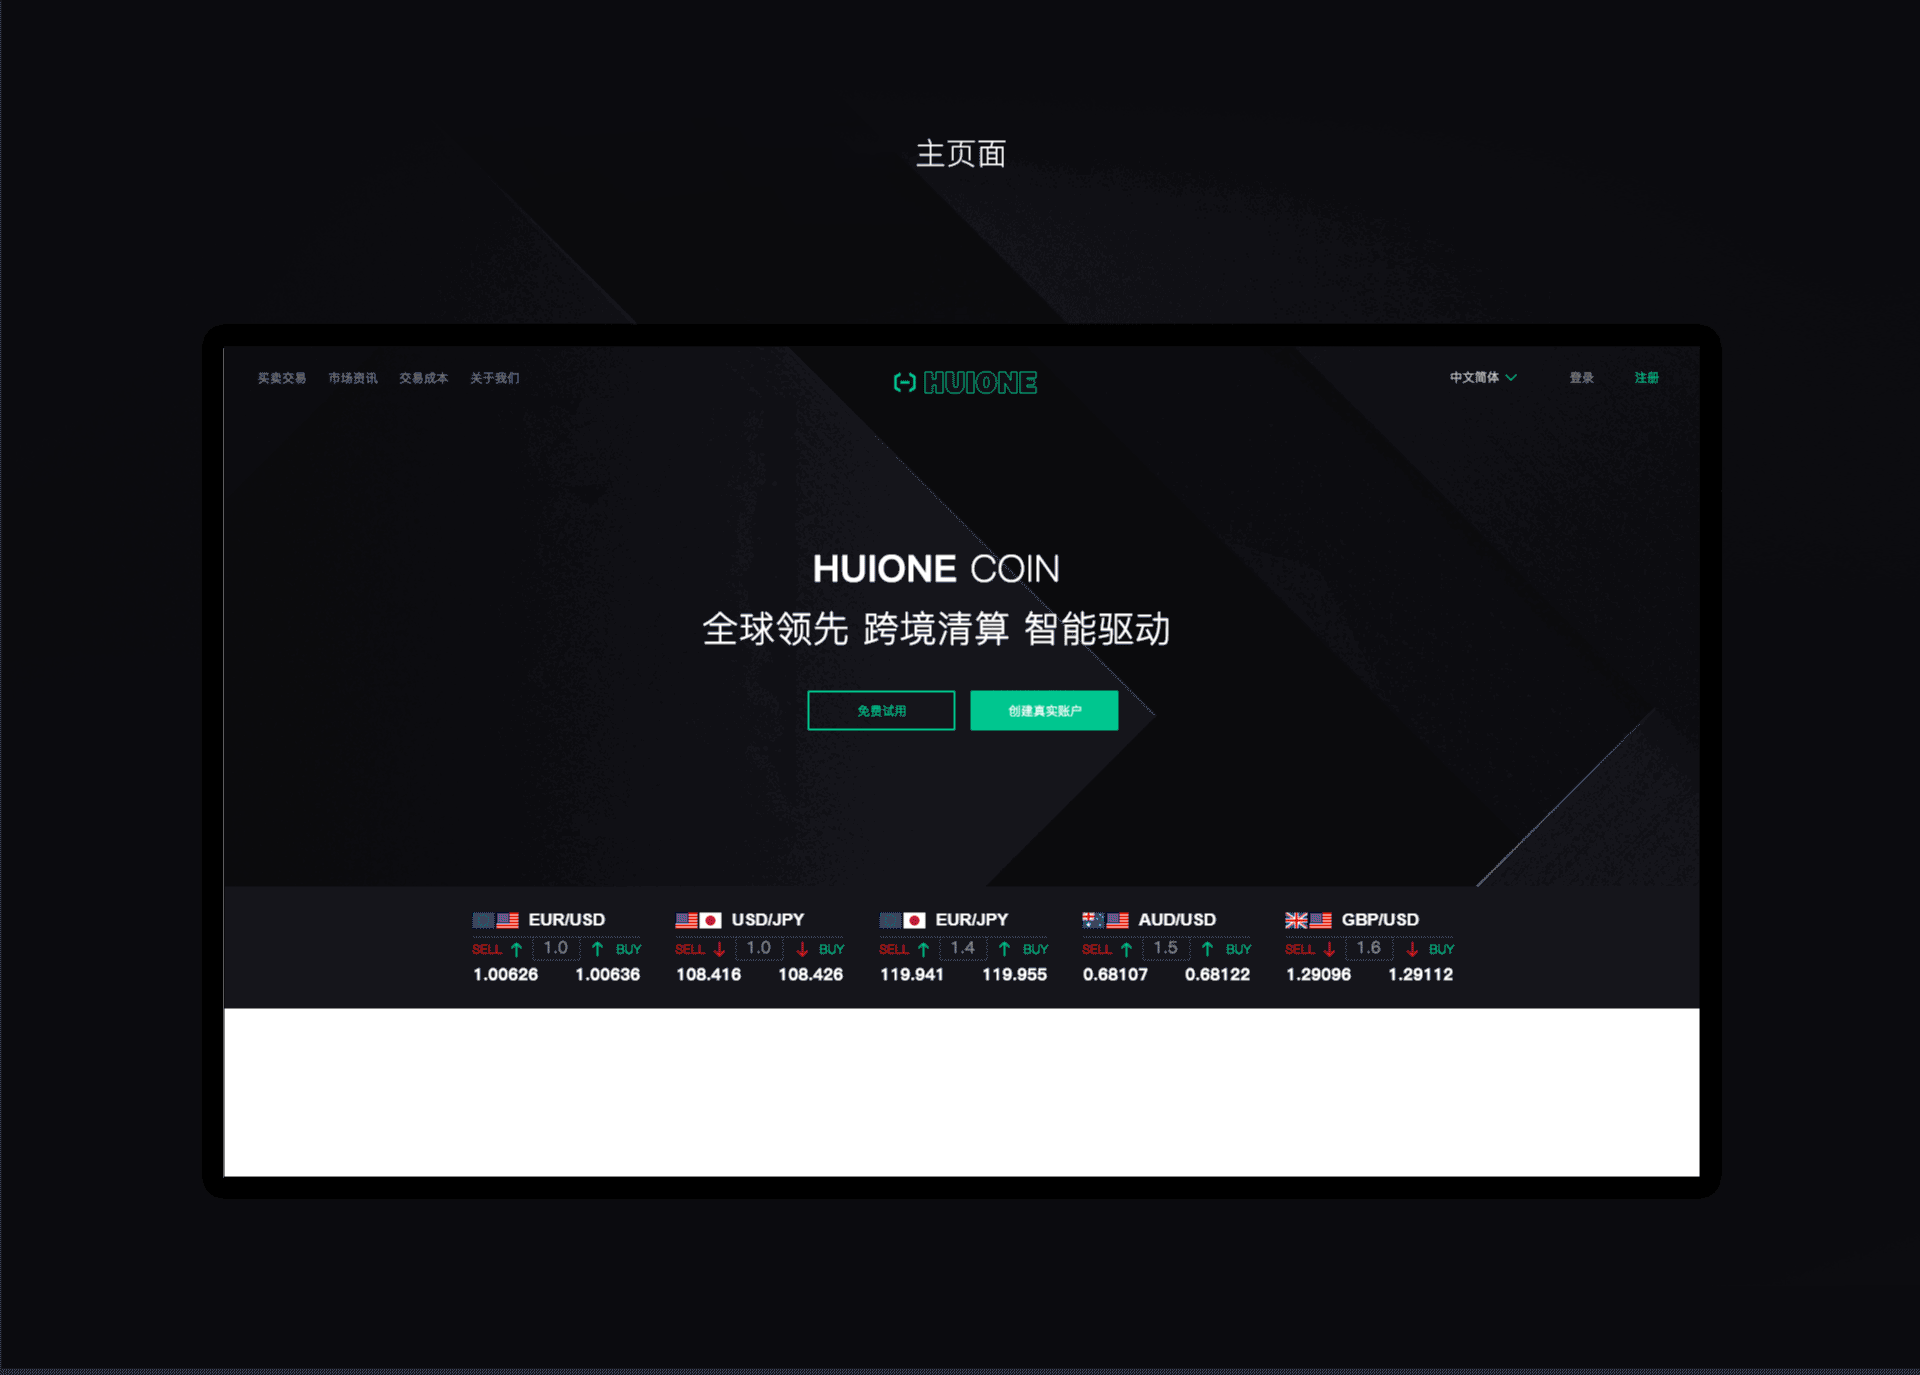 主页面
买卖交易 市场资讯 交易成本 关于我们
HUIONE
中文简体 登录 注册
HUIONE COIN
全球领先 跨境清算 智能驱动
免费试用 创建真实账户
EUR/USD USD/JPY EUR/JPY AUD/USD GBP/USD
SELL 1.0 BUY SELL 1.0 BUY SELL 1.4 BUY SELL 1.5 BUY SELL 1.6 BUY
1.00626 1.00636 108.416 108.426 119.941 119.955 0.68107 0.68122 1.29096 1.29112